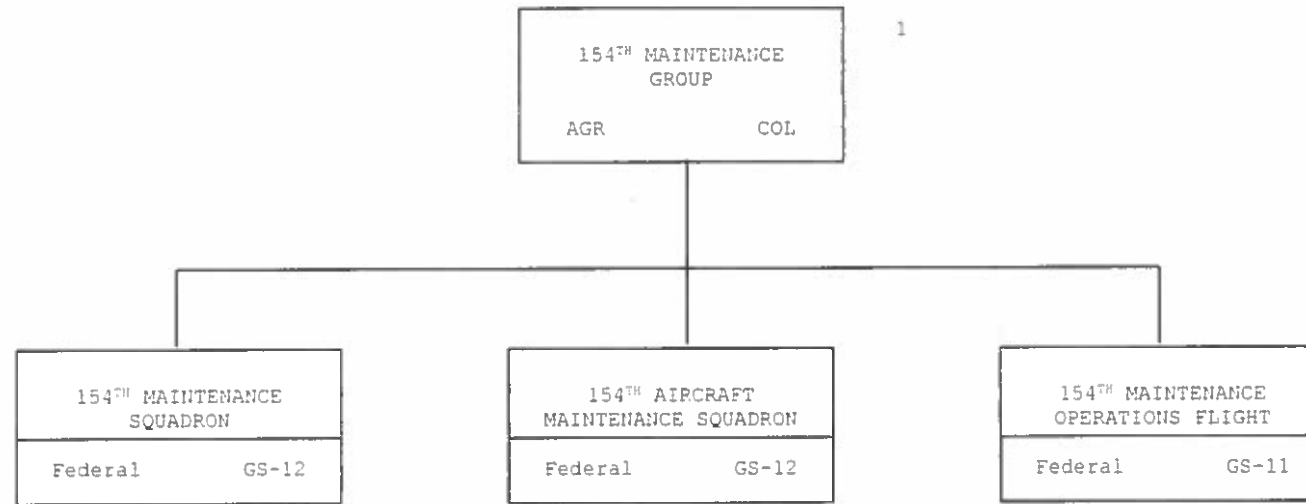 1
154TH MAINTENANCE
GROUP
AGR COL
154TH MAINTENANCE
SQUADRON
Federal GS-12
154TH AIRCRAFT
MAINTENANCE SQUADRON
Federal GS-12
154TH MAINTENANCE
OPERATIONS FLIGHT
Federal GS-11